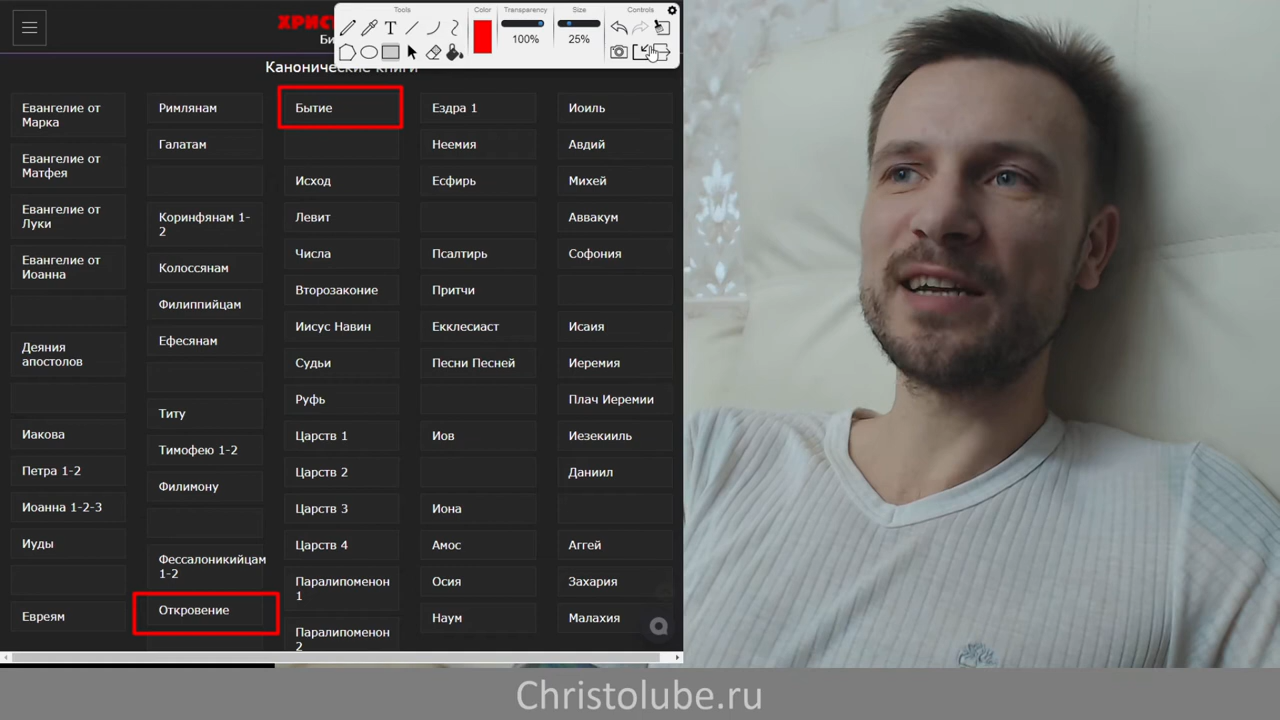 Tools
Color
Transparency
Size
Controls
100%
25%
Канонические книги
Евангелие от
Марка
Евангелие от
Матфея
Евангелие от
Луки
Евангелие от
Иоанна
Деяния
апостолов
Иакова
Петра 1-2
Иоанна 1-2-3
Иуды
Евреям
Римлянам
Галатам
Коринфянам 1-
2
Колоссянам
Филиппийцам
Ефесянам
Титу
Тимофею 1-2
Филимону
Фессалоникийцам
1-2
Откровение
Бытие
Исход
Левит
Числа
Второзаконие
Иисус Навин
Судьи
Руфь
Царств 1
Царств 2
Царств 3
Царств 4
Паралипоменон
1
Паралипоменон
2
Ездра 1
Неемия
Есфирь
Псалтирь
Притчи
Екклесиаст
Песни Песней
Иов
Иона
Амос
Осия
Наум
Иоиль
Авдий
Михей
Аввакум
Софония
Исаия
Иеремия
Плач Иеремии
Иезекииль
Даниил
Аггей
Захария
Малахия
Christolube.ru